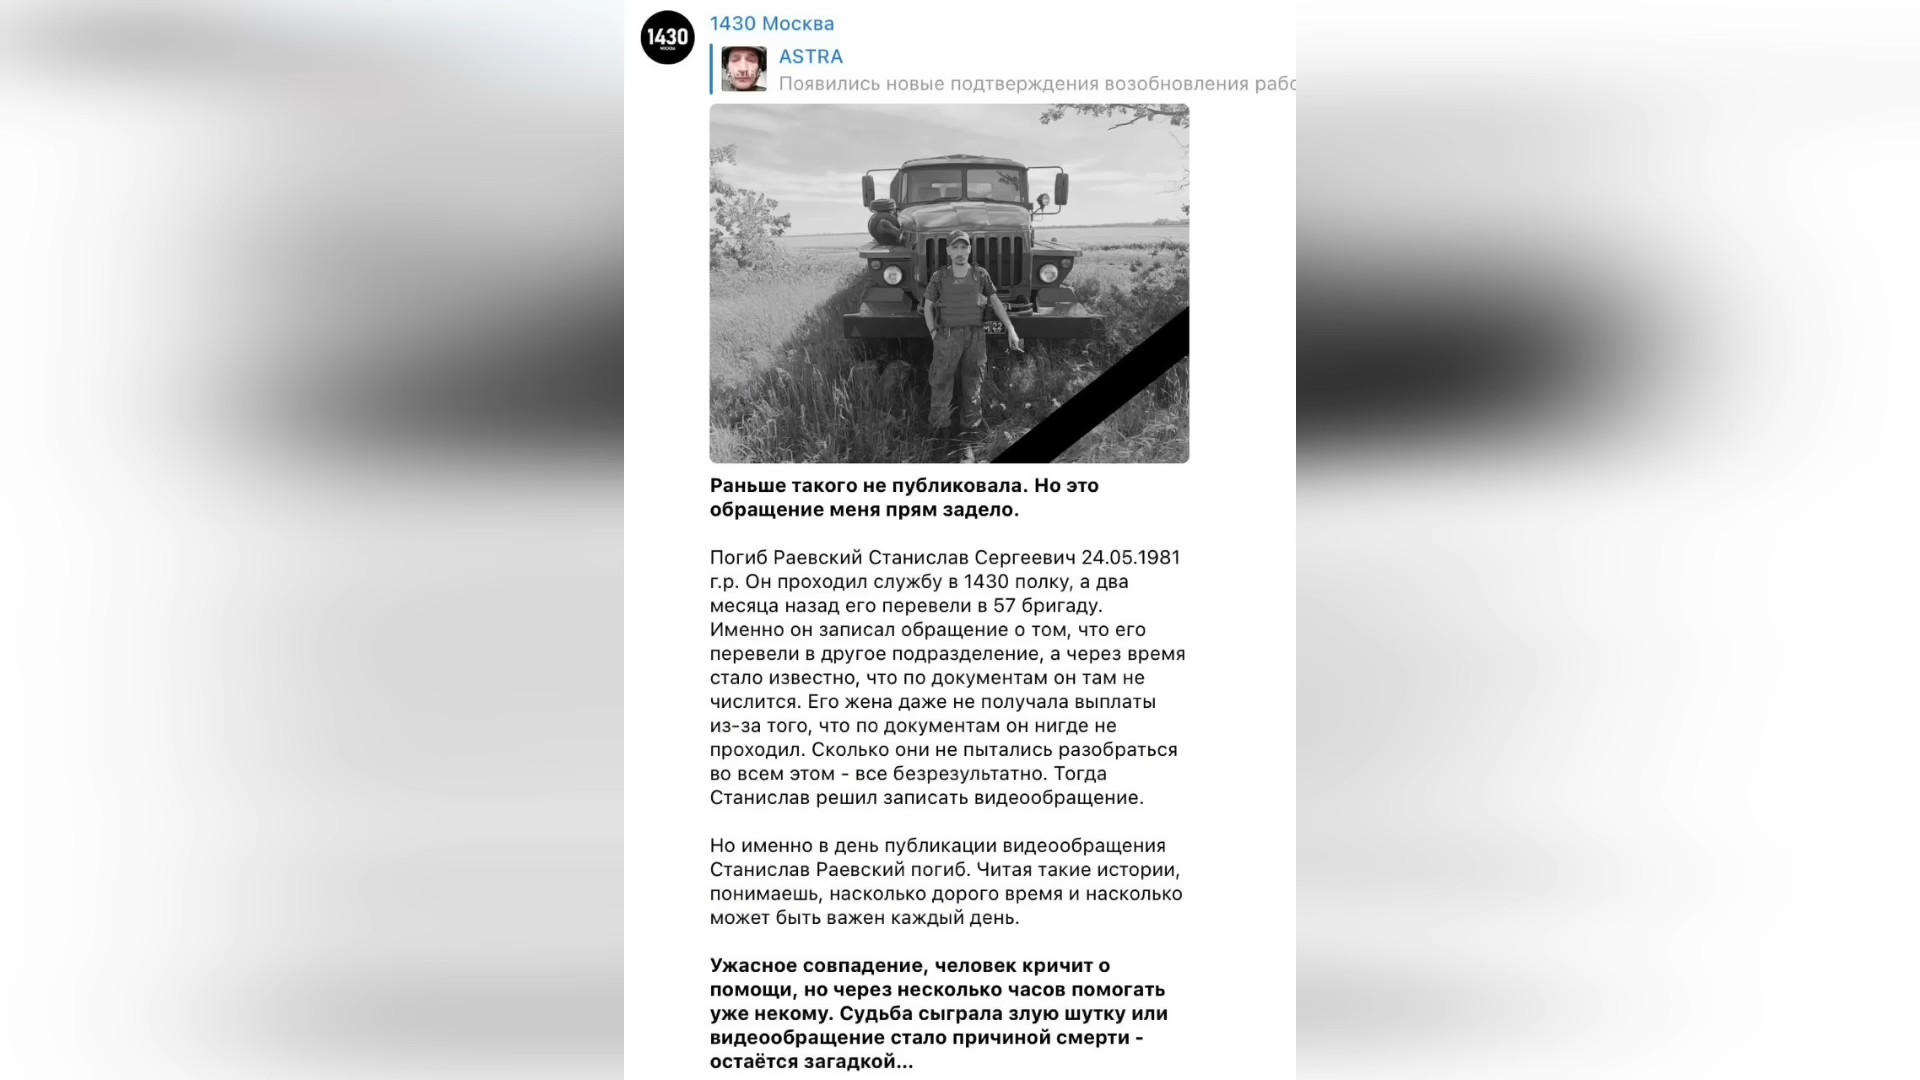 1430
МОСКВА
1430 Москва
ASTRA
Появились новые подтверждения возобновления рабо
Раньше такого не публиковала. Но это
обращение меня прям задело.
Погиб Раевский Станислав Сергеевич 24.05.1981
г.р. Он проходил службу в 1430 полку, а два
месяца назад его перевели в 57 бригаду.
Именно он записал обращение о том, что его
перевели в другое подразделение, а через время
стало известно, что по документам он там не
числится. Его жена даже не получала выплаты
из-за того, что по документам он нигде не
проходил. Сколько они не пытались разобраться
во всем этом - все безрезультатно. Тогда
Станислав решил записать видеообращение.
Но именно в день публикации видеообращения
Станислав Раевский погиб. Читая такие истории,
понимаешь, насколько дорого время и насколько
может быть важен каждый день.
Ужасное совпадение, человек кричит о
помощи, но через несколько часов помогать
уже некому. Судьба сыграла злую шутку или
видеообращение стало причиной смерти -
остаётся загадкой...